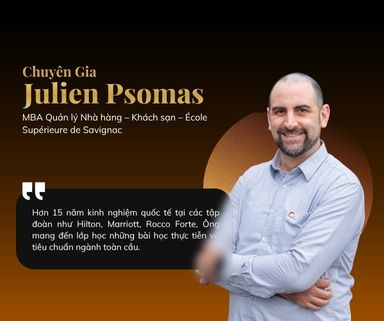 Chuyên Gia
Julien Psomas
MBA Quản lý Nhà hàng – Khách sạn – École
Supérieure de Savignac
Hơn 15 năm kinh nghiệm quốc tế tại các tập
đoàn như Hilton, Marriott, Rocco Forte, Ông
mang đến lớp học những bài học thực tiễn và
tiêu chuẩn ngành toàn cầu.